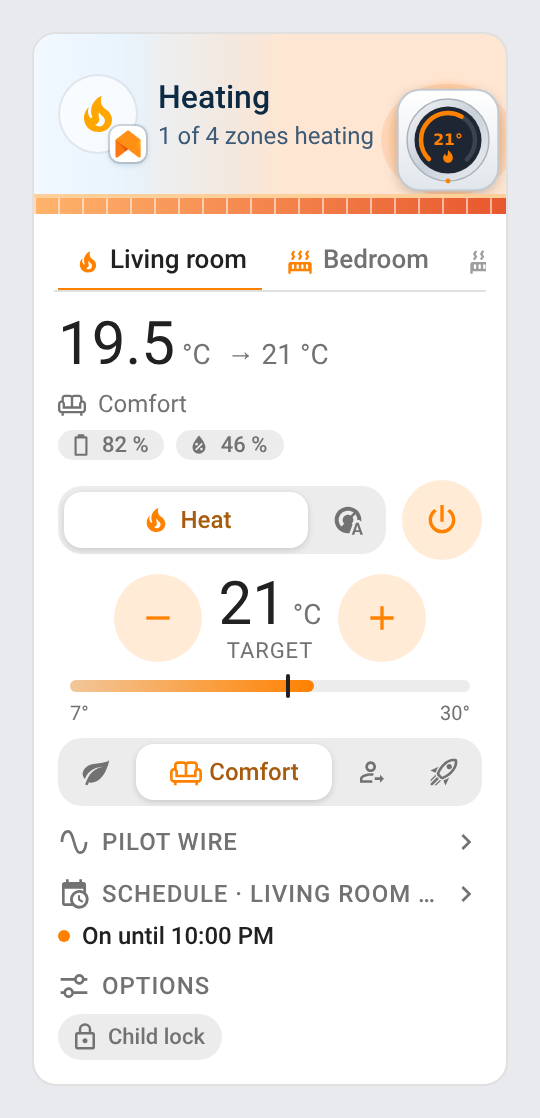 Heating
1 of 4 zones heating
21°
Living room
Bedroom
19.5 °C → 21 °C
Comfort
82 %
46 %
Heat
A
21 °C
TARGET
7°
30°
Comfort
PILOT WIRE
SCHEDULE · LIVING ROOM ...
On until 10:00 PM
OPTIONS
Child lock